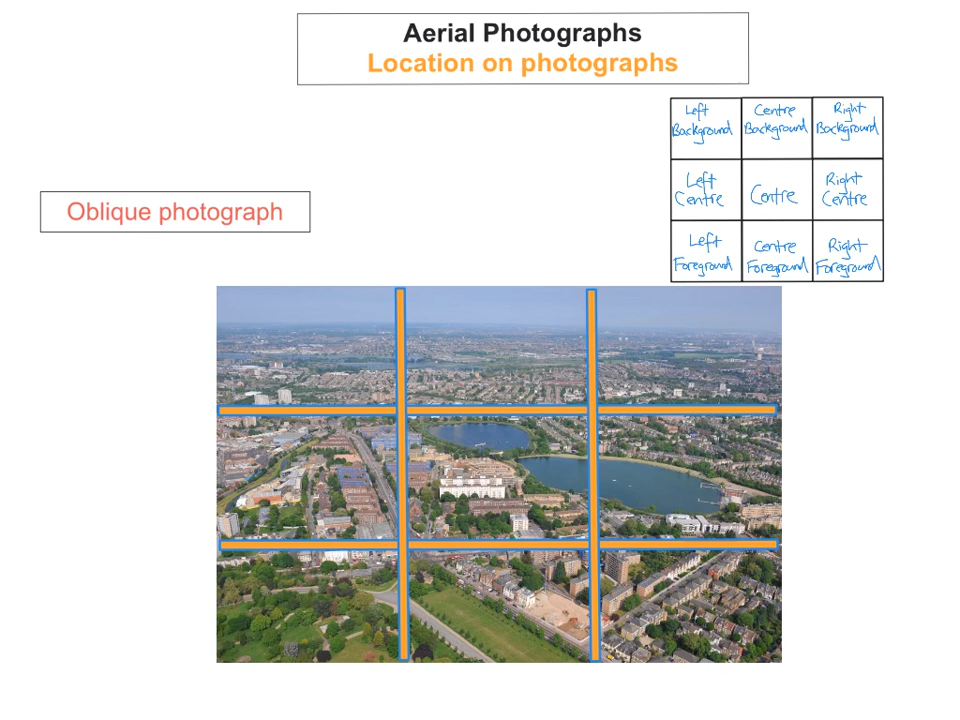 Aerial Photographs
Location on photographs
Left
Background
Centre
Background
Right
Background
Oblique photograph
Left
Centre
Centre
Right
Centre
Left
Foreground
Centre
Foreground
Right
Foreground